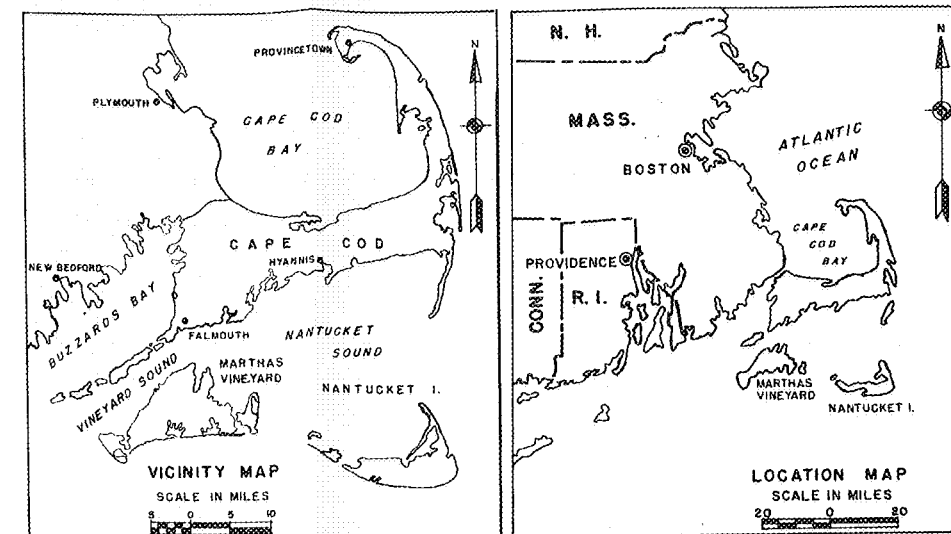 N
PROVINCETOWN
PLYMOUTH
CAPE COD
BAY
CAPE COD
HYANNIS
NEW BEDFORD
BUZZARDS BAY
FALMOUTH
NANTUCKET
SOUND
VINEYARD SOUND
MARTHAS
VINEYARD
NANTUCKET I.
VICINITY MAP
SCALE IN MILES
5 0 5 10
N. H.
N
MASS.
ATLANTIC
OCEAN
BOSTON
CAPE
COD
BAY
PROVIDENCE
CONN.
R. I.
MARTHAS
VINEYARD
NANTUCKET I.
LOCATION MAP
SCALE IN MILES
20 0 20